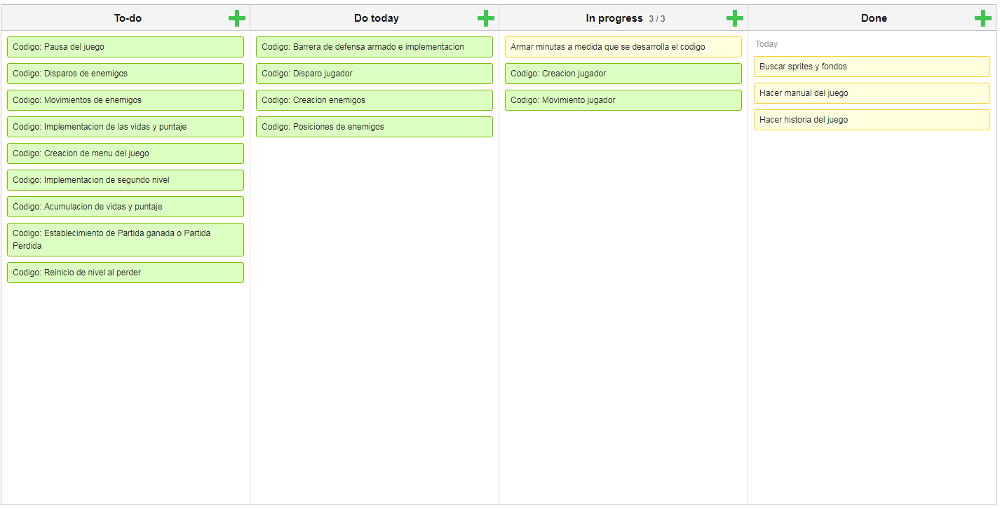 To-do
Codigo: Pausa del juego
Codigo: Disparos de enemigos
Codigo: Movimientos de enemigos
Codigo: Implementacion de las vidas y puntaje
Codigo: Creacion de menu del juego
Codigo: Implementacion de segundo nivel
Codigo: Acumulacion de vidas y puntaje
Codigo: Establecimiento de Partida ganada o Partida
Perdida
Codigo: Reinicio de nivel al perder
Do today
Codigo: Barrera de defensa armado e implementacion
Codigo: Disparo jugador
Codigo: Creacion enemigos
Codigo: Posiciones de enemigos
In progress 3 / 3
Armar minutas a medida que se desarrolla el codigo
Codigo: Creacion jugador
Codigo: Movimiento jugador
Done
Today
Buscar sprites y fondos
Hacer manual del juego
Hacer historia del juego